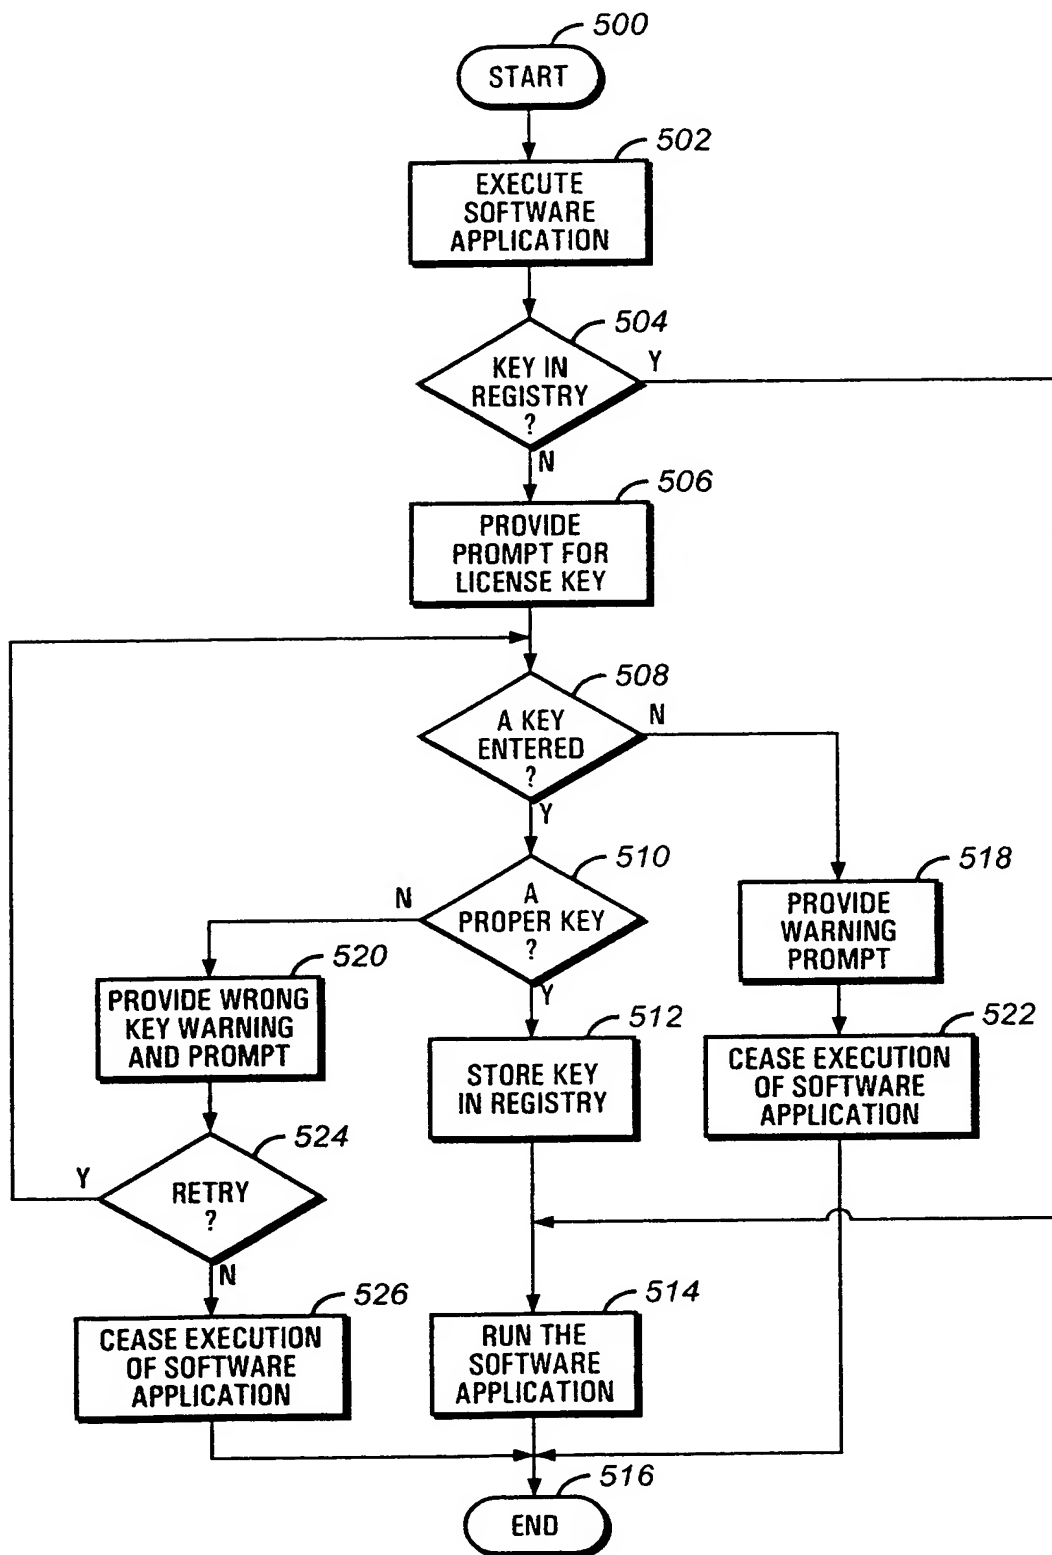 500
START
502
EXECUTE
SOFTWARE
APPLICATION
504
KEY IN
REGISTRY
?
Y
N
506
PROVIDE
PROMPT FOR
LICENSE KEY
508
A KEY
ENTERED
?
N
Y
510
A
PROPER KEY
?
N
Y
518
PROVIDE
WARNING
PROMPT
520
PROVIDE WRONG
KEY WARNING
AND PROMPT
512
STORE KEY
IN REGISTRY
522
CEASE EXECUTION
OF SOFTWARE
APPLICATION
524
RETRY
?
Y
N
526
CEASE EXECUTION
OF SOFTWARE
APPLICATION
514
RUN THE
SOFTWARE
APPLICATION
516
END